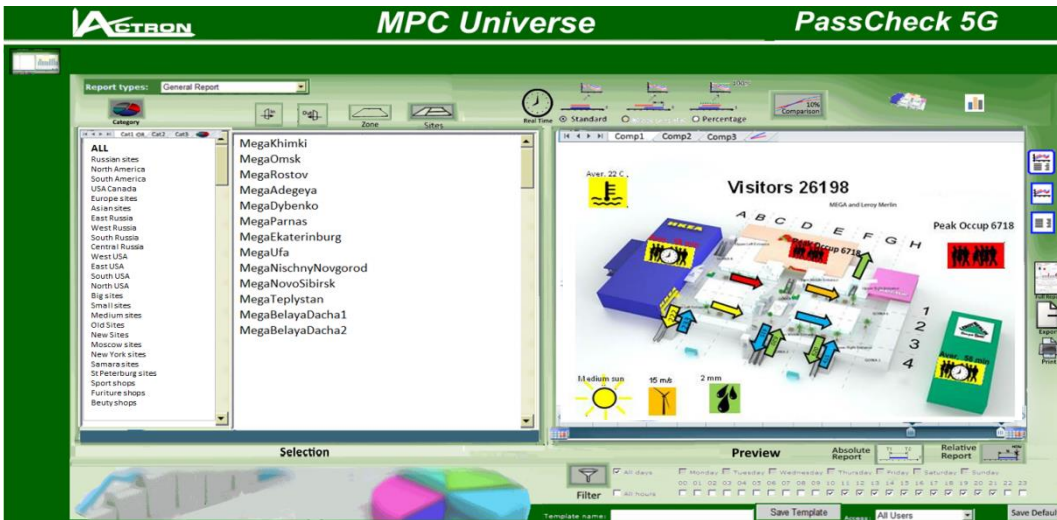 ACTRON
MPC Universe
PassCheck 5G
Report types:
General Report
Category
Zone
Sites
Real Time
Standard
Percentage
10%
Comparison
Cat2
Cat3
ALL
Russian sites
North America
South America
USA Canada
Europe sites
Asian sites
East Russia
West Russia
South Russia
Central Russia
West USA
East USA
South USA
North USA
Big sites
Small sites
Medium sites
Old Sites
New Sites
Moscow sites
New York sites
Samara sites
St Peterburg sites
Sport shops
Furiture shops
Beuty shops
MegaKhimki
MegaOmsk
MegaRostov
MegaAdegeya
MegaDybenko
MegaParnas
MegaEkaterinburg
MegaUfa
MegaNischnyNovgorod
MegaNovoSibirsk
MegaTeplystan
MegaBelayaDacha1
MegaBelayaDacha2
Comp1
Comp2
Comp3
Aver. 22 C
Visitors 26198
MEGA and Leroy Merlin
A B C D E F G H
Peak Occup 6718
IKEA
Peak Occup 6718
1
2
3
4
Medium sun
15 m/s
2 mm
Selection
Preview
Absolute
Report
Relative
Report
Export
Print
Filter
All days
Monday Tuesday Wednesday Thursday Friday Saturday Sunday
00 01 02 03 04 05 06 07 08 09 10 11 12 13 14 15 16 17 18 19 20 21 22 23
All hours
Template name:
Save Template
Access:
All Users
Save Defaul